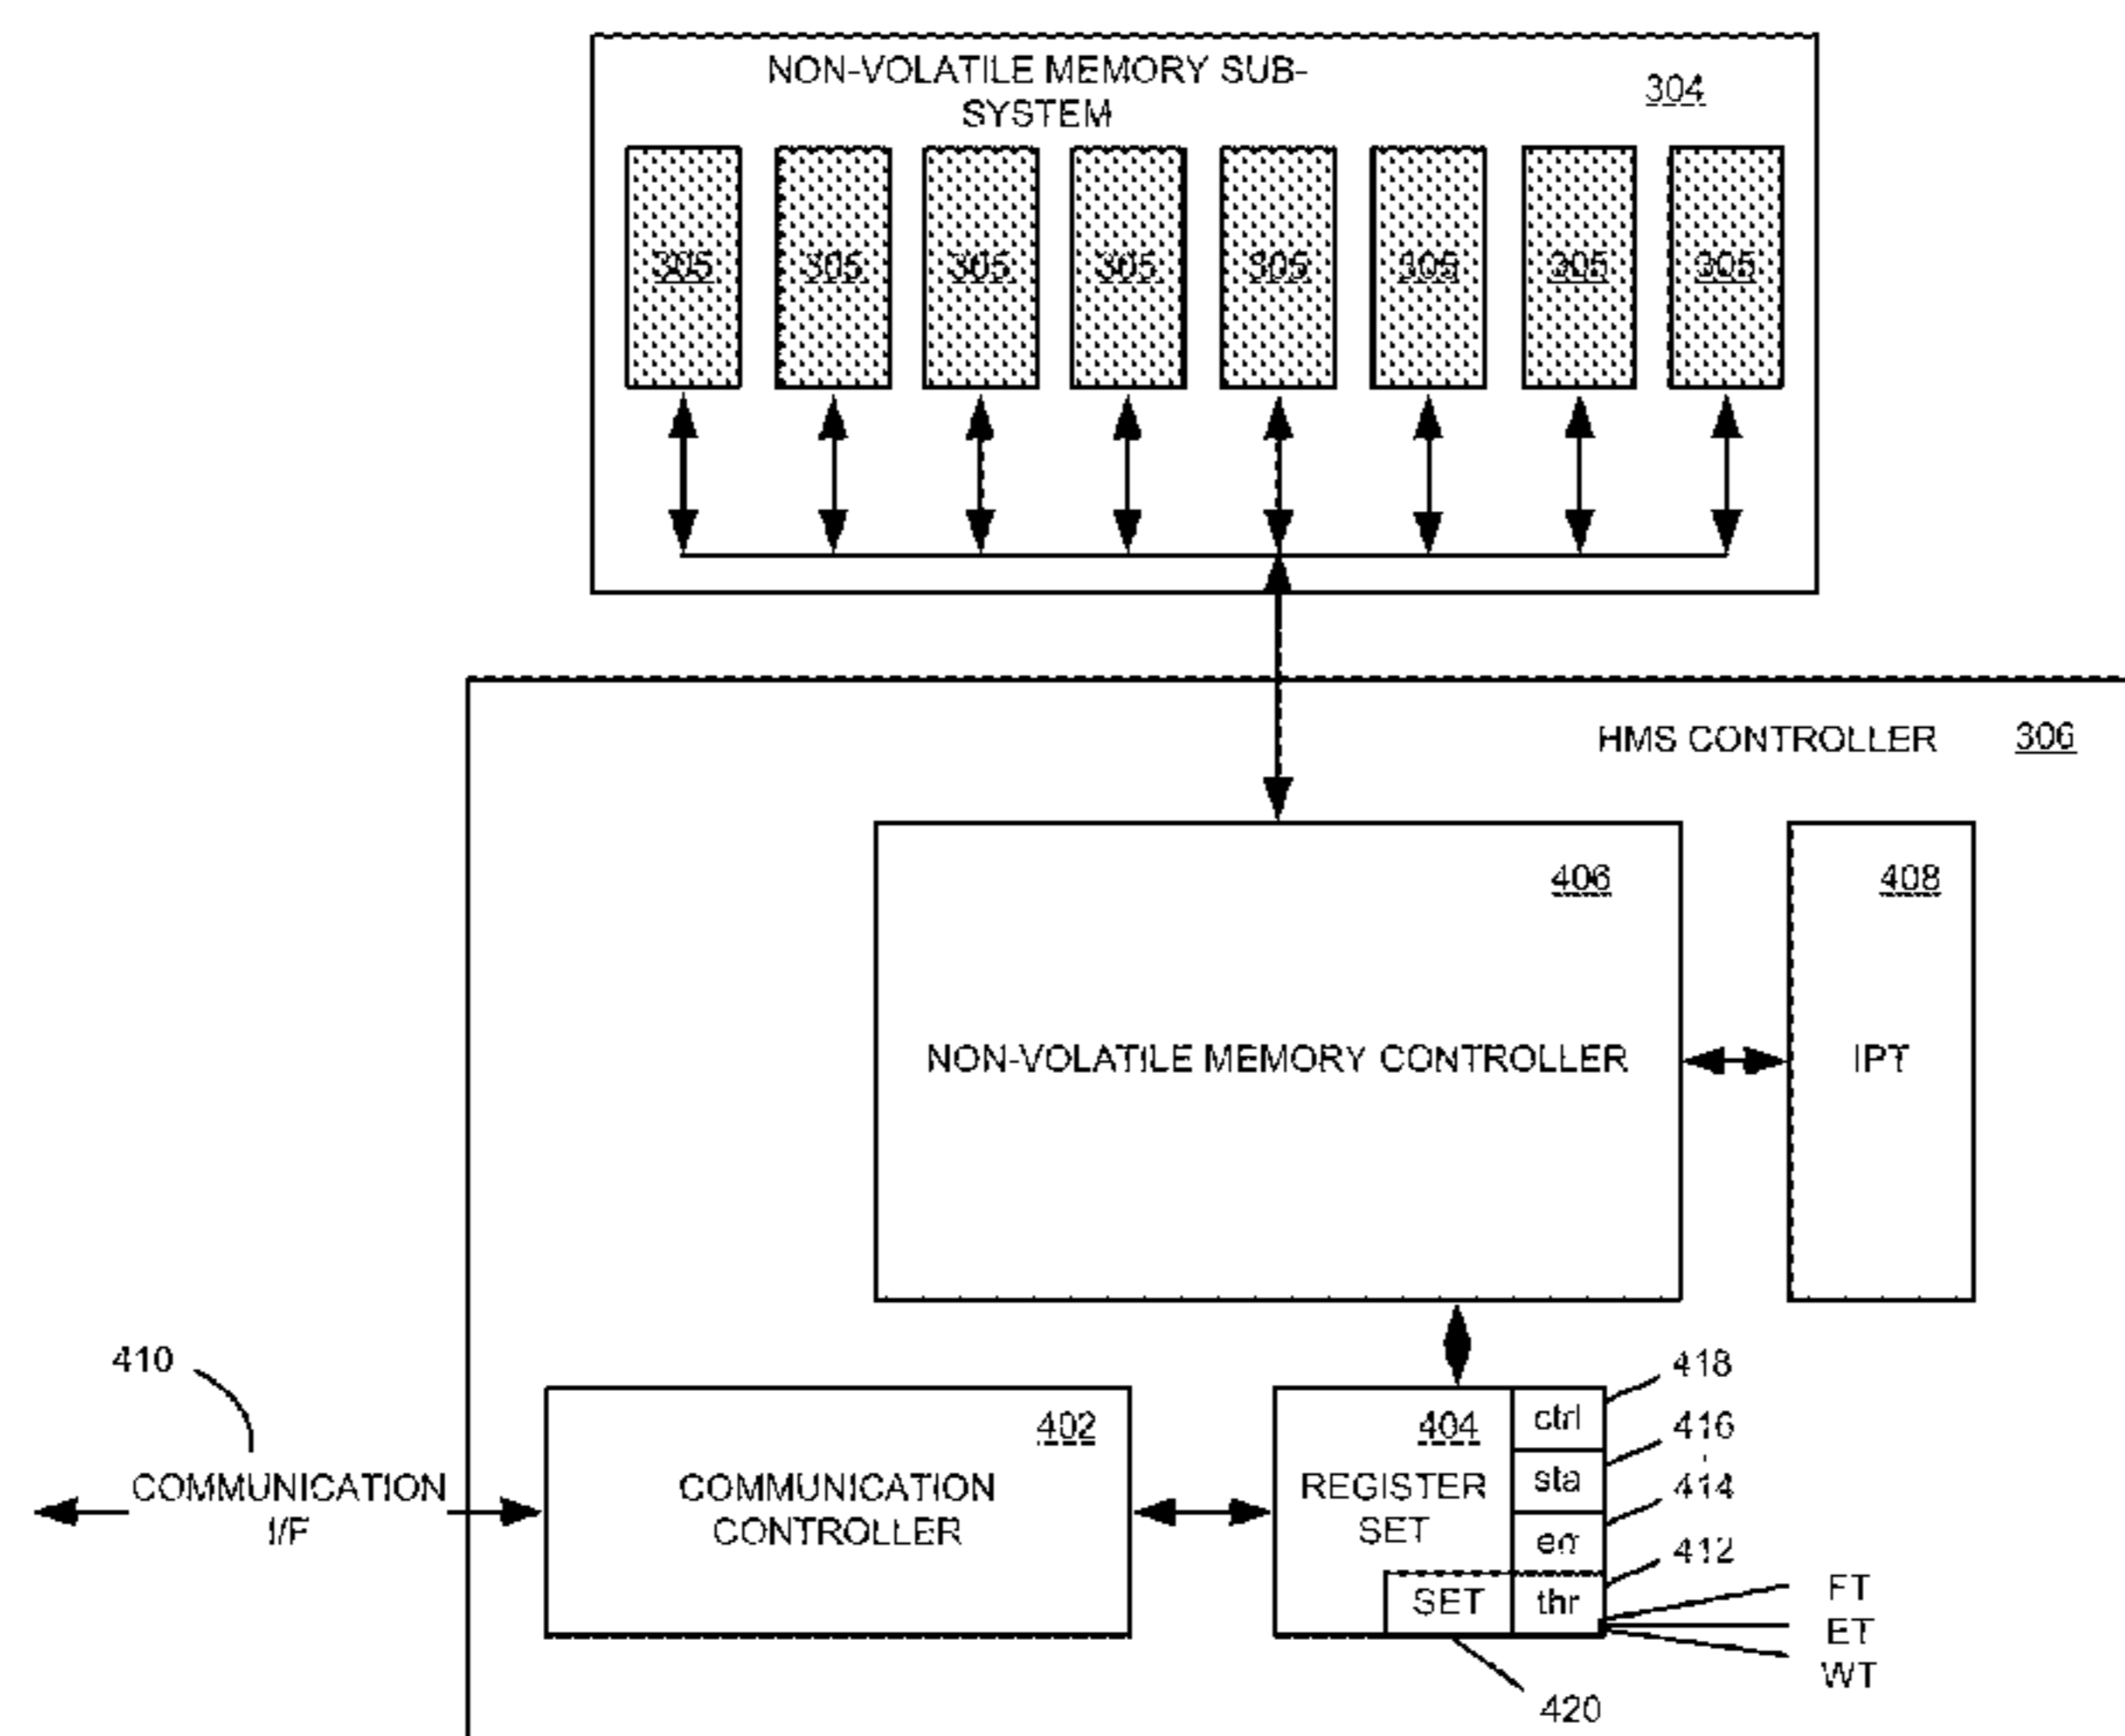 NON-VOLATILE MEMORY SUB-
SYSTEM
304
305 305 305 305 305 305 305 305
HMS CONTROLLER 306
406
NON-VOLATILE MEMORY CONTROLLER
408
IPT
410
COMMUNICATION
I/F
402
COMMUNICATION
CONTROLLER
404
REGISTER
SET
ctrl
sta
err
thr
SET
418
416
414
412
FT
ET
WT
420